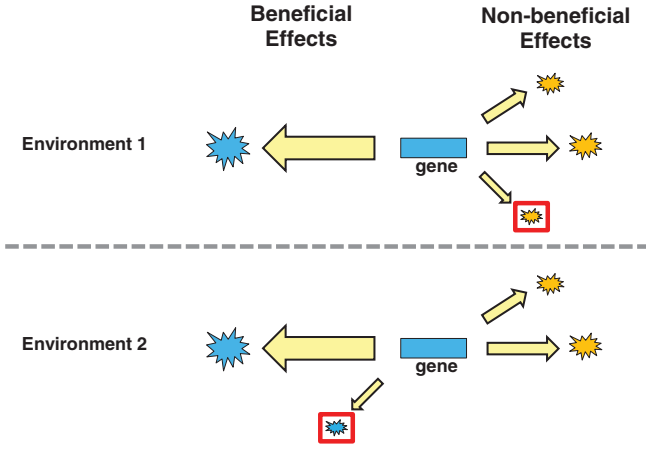 Beneficial
Effects
Non-beneficial
Effects
Environment 1
gene
Environment 2
gene